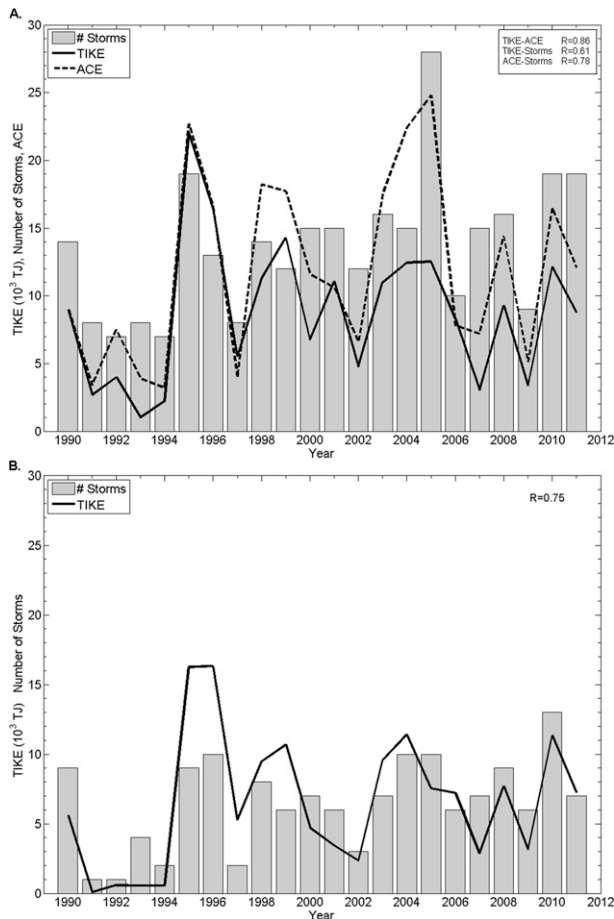 A.
# Storms
TIKE
ACE
TIKE-ACE R=0.86
TIKE-Storms R=0.61
ACE-Storms R=0.78
30
25
20
15
10
5
0
TIKE (10³ TJ), Number of Storms, ACE
1990 1992 1994 1996 1998 2000 2002 2004 2006 2008 2010 2012
Year
B.
# Storms
TIKE
R=0.75
30
25
20
15
10
5
0
TIKE (10³ TJ) Number of Storms
1990 1992 1994 1996 1998 2000 2002 2004 2006 2008 2010 2012
Year